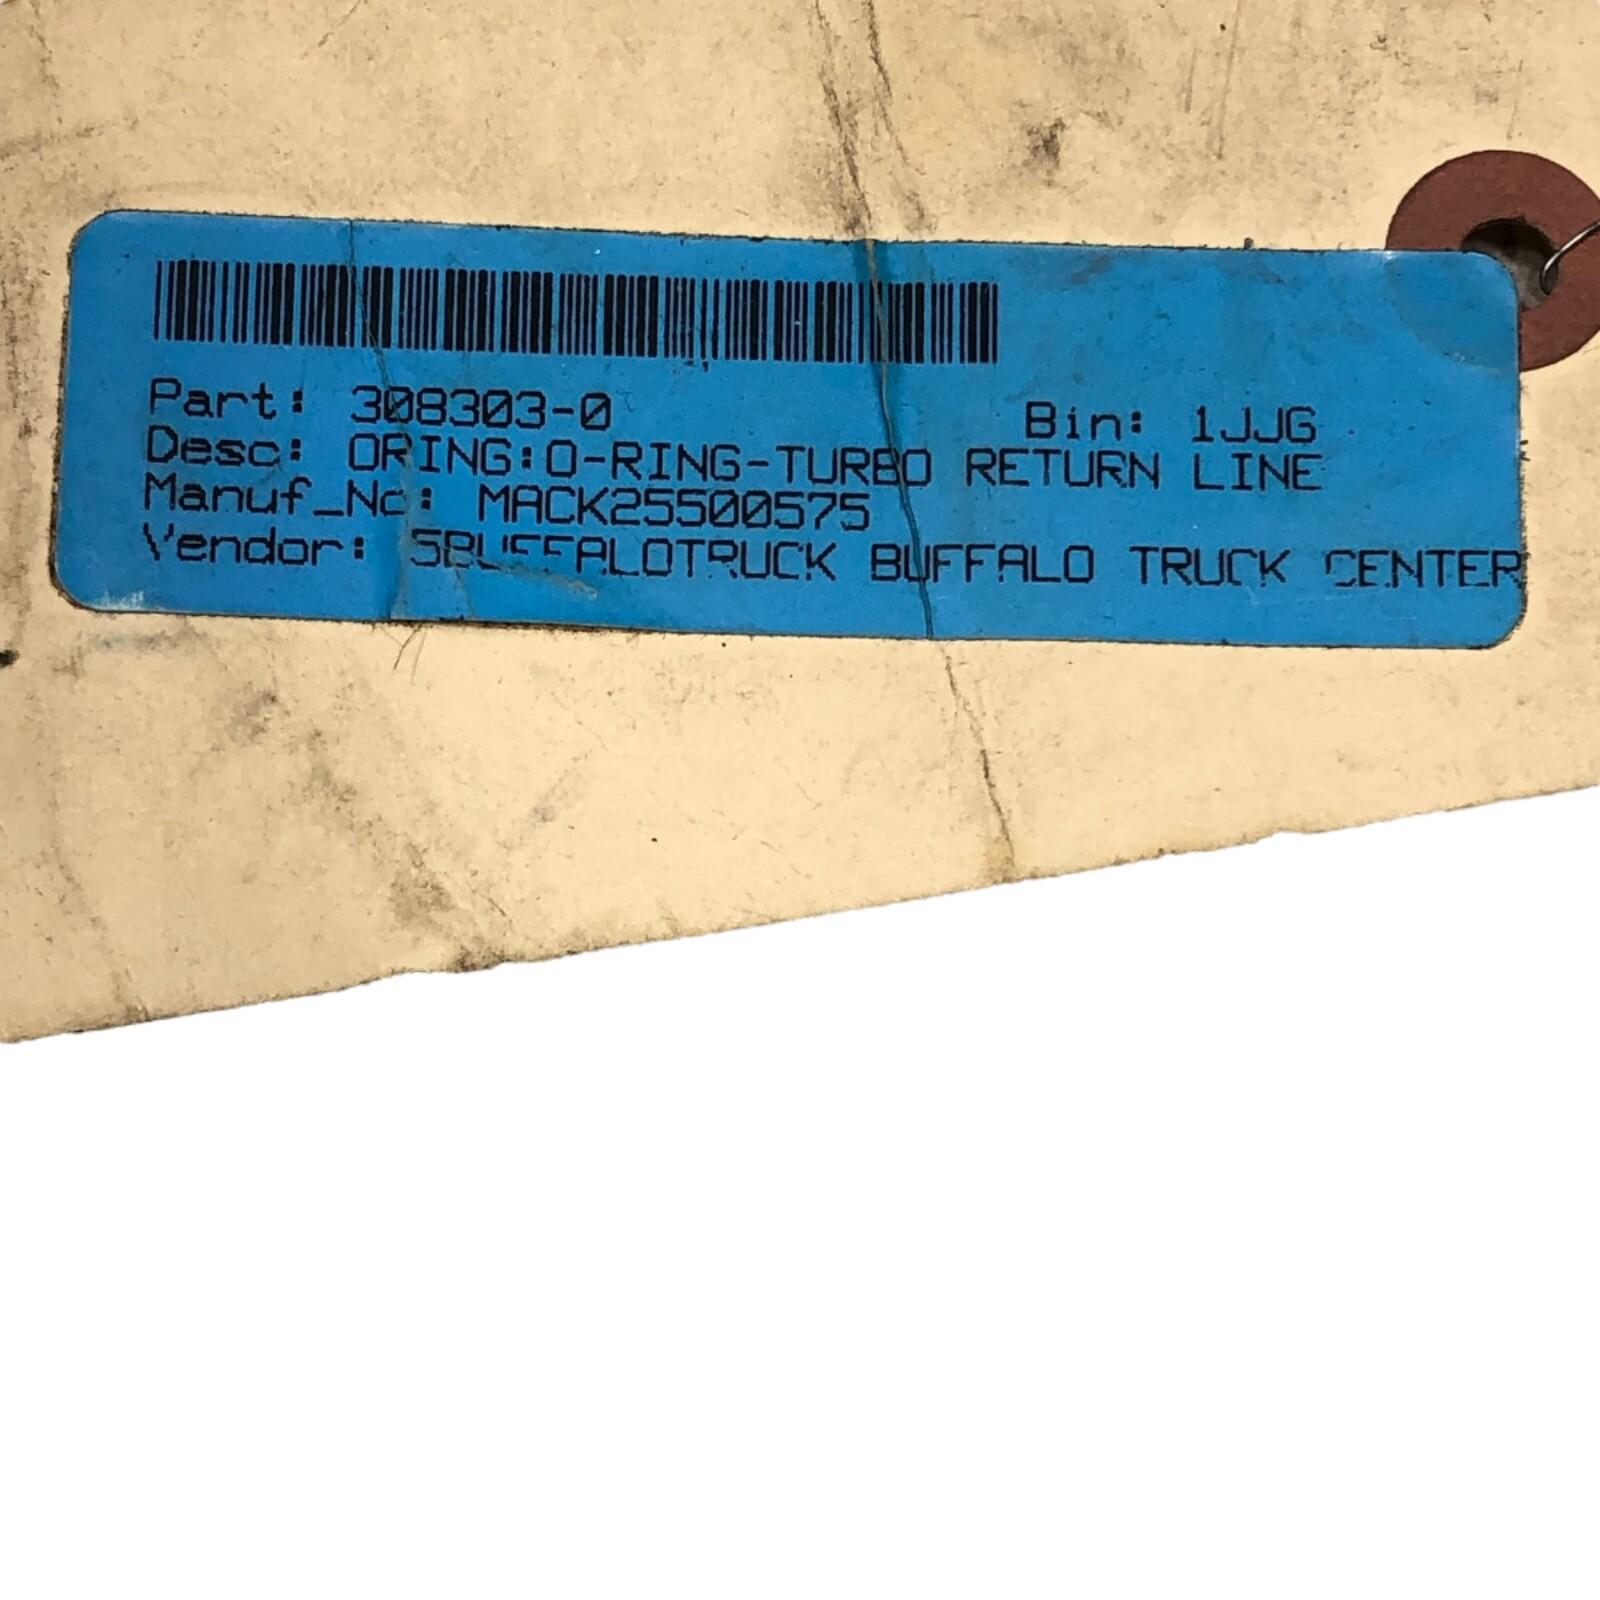 Part: 308303-0 Bin: 1JJG
Desc: ORING:O-RING-TURBO RETURN LINE
Manuf_No: MACK25500575
Vendor: 5BUFFALOTRUCK BUFFALO TRUCK CENTER